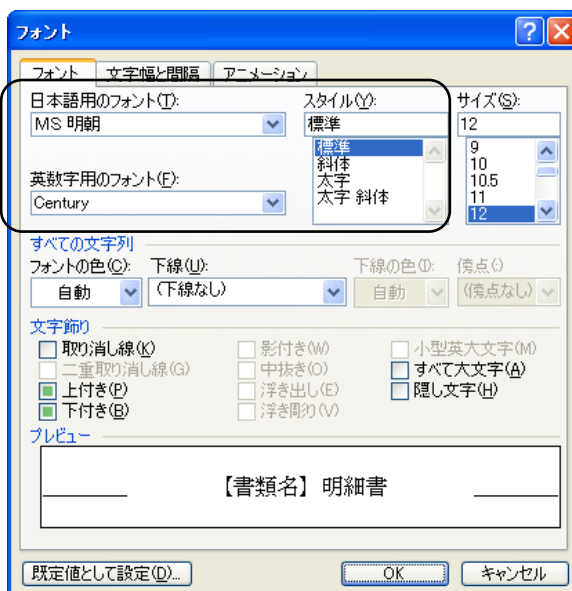 フォント
フォント 文字幅と間隔 アニメーション
日本語用のフォント(T): スタイル(Y): サイズ(S):
MS 明朝 標準 12
標準 9
斜体 10
太字 10.5
太字 斜体 11
12
英数字用のフォント(F):
Century
すべての文字列
フォントの色(C): 下線(U): 下線の色(I): 傍点(·)
自動 (下線なし) 自動 (傍点なし)
文字飾り
取り消し線(K) 影付き(W) 小型英大文字(M)
二重取り消し線(G) 中抜き(O) すべて大文字(A)
上付き(P) 浮き出し(E) 隠し文字(H)
下付き(B) 浮き彫り(V)
プレビュー
【書類名】明細書
既定値として設定(D)... OK キャンセル